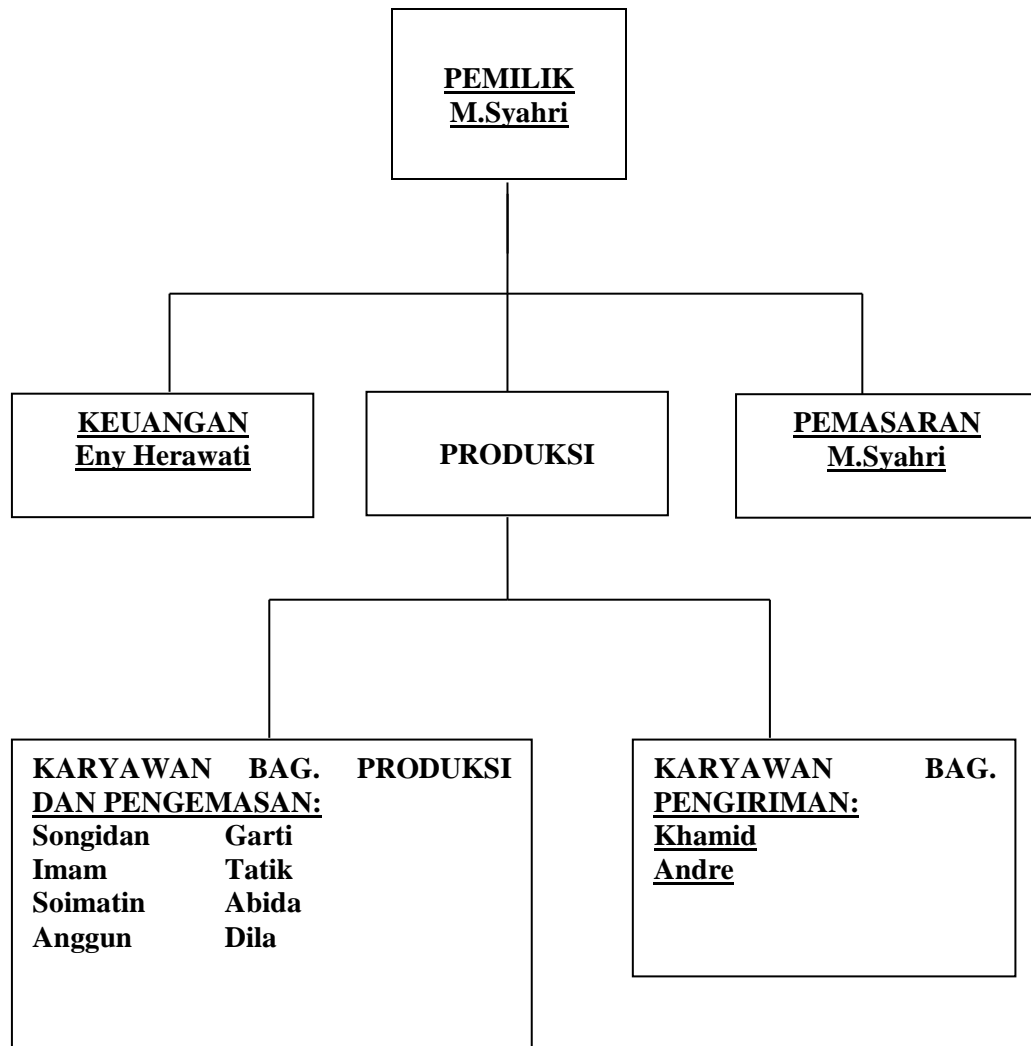 PEMILIK
M.Syahri
KEUANGAN
Eny Herawati
PRODUKSI
PEMASARAN
M.Syahri
KARYAWAN BAG. PRODUKSI
DAN PENGEMASAN:
Songidan Garti
Imam Tatik
Soimatin Abida
Anggun Dila
KARYAWAN BAG.
PENGIRIMAN:
Khamid
Andre